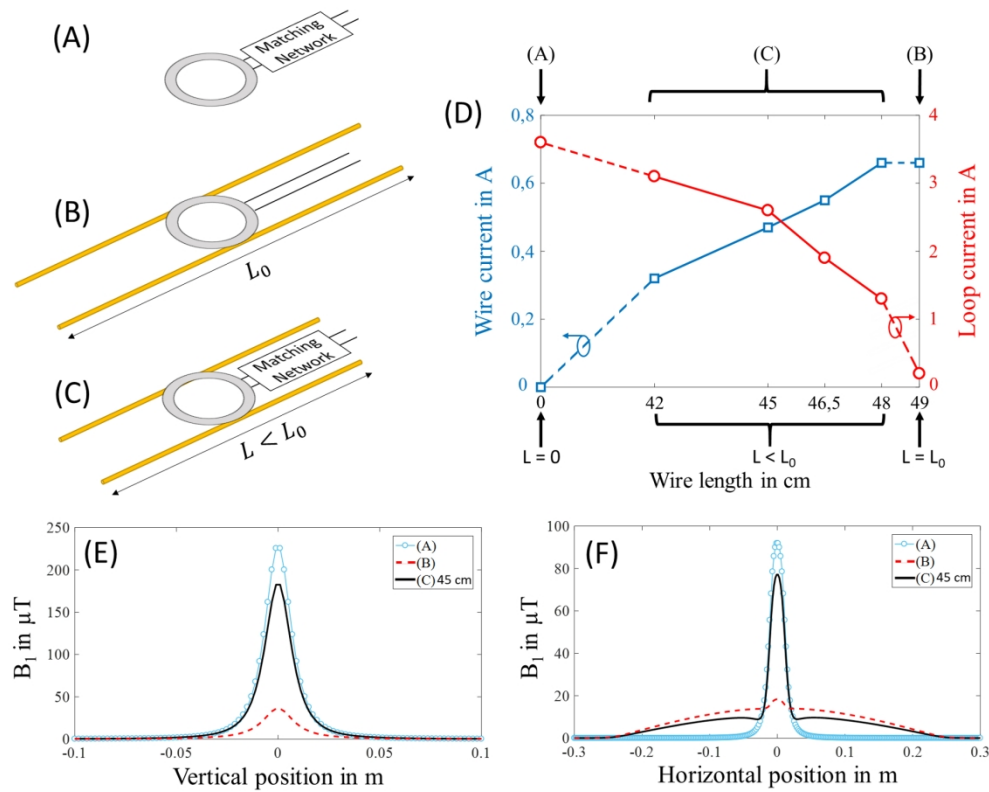 (A)
Matching
Network
(B)
L₀
(C)
Matching
Network
L < L₀
(D)
(A)
(C)
(B)
0,8
0,6
0,4
0,2
0
Wire current in A
4
3
2
1
0
Loop current in A
0
42
45
46,5
48
49
L = 0
L < L₀
L = L₀
Wire length in cm
(E)
250
200
150
100
50
0
B₁ in μT
(A)
(B)
(C) 45 cm
-0.1
-0.05
0
0.05
0.1
Vertical position in m
(F)
100
80
60
40
20
0
B₁ in μT
(A)
(B)
(C) 45 cm
-0.3
-0.2
-0.1
0
0.1
0.2
0.3
Horizontal position in m